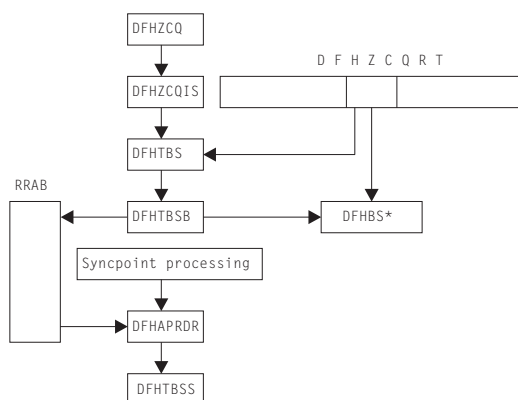 DFHZCQ
D F H Z C Q R T
DFHZCQIS
DFHTBS
RRAB
DFHTBSB
DFHBS*
Syncpoint processing
DFHAPRDR
DFHTBSS